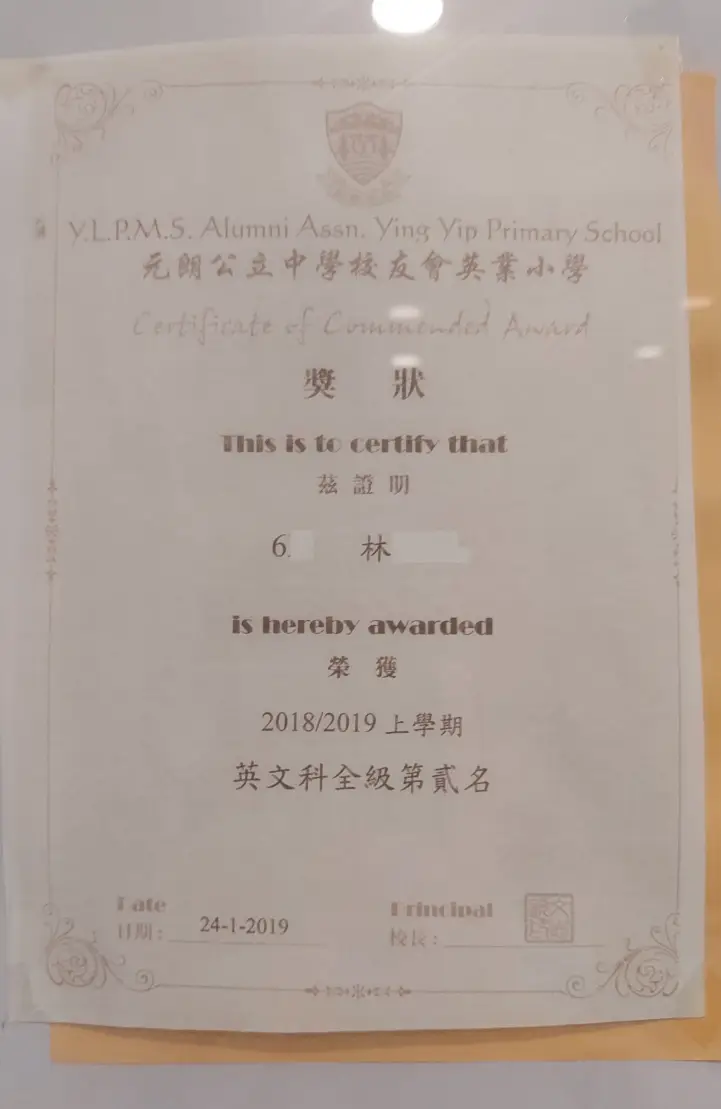 Y.L.P.M.S. Alumni Assn. Ying Yip Primary School
元朗公立中學校友會英業小學
Certificate of Commended Award
獎 狀
This is to certify that
茲證明
6. 林
is hereby awarded
榮獲
2018/2019 上學期
英文科全級第貳名
Date Principal
日期: 24-1-2019 校長: